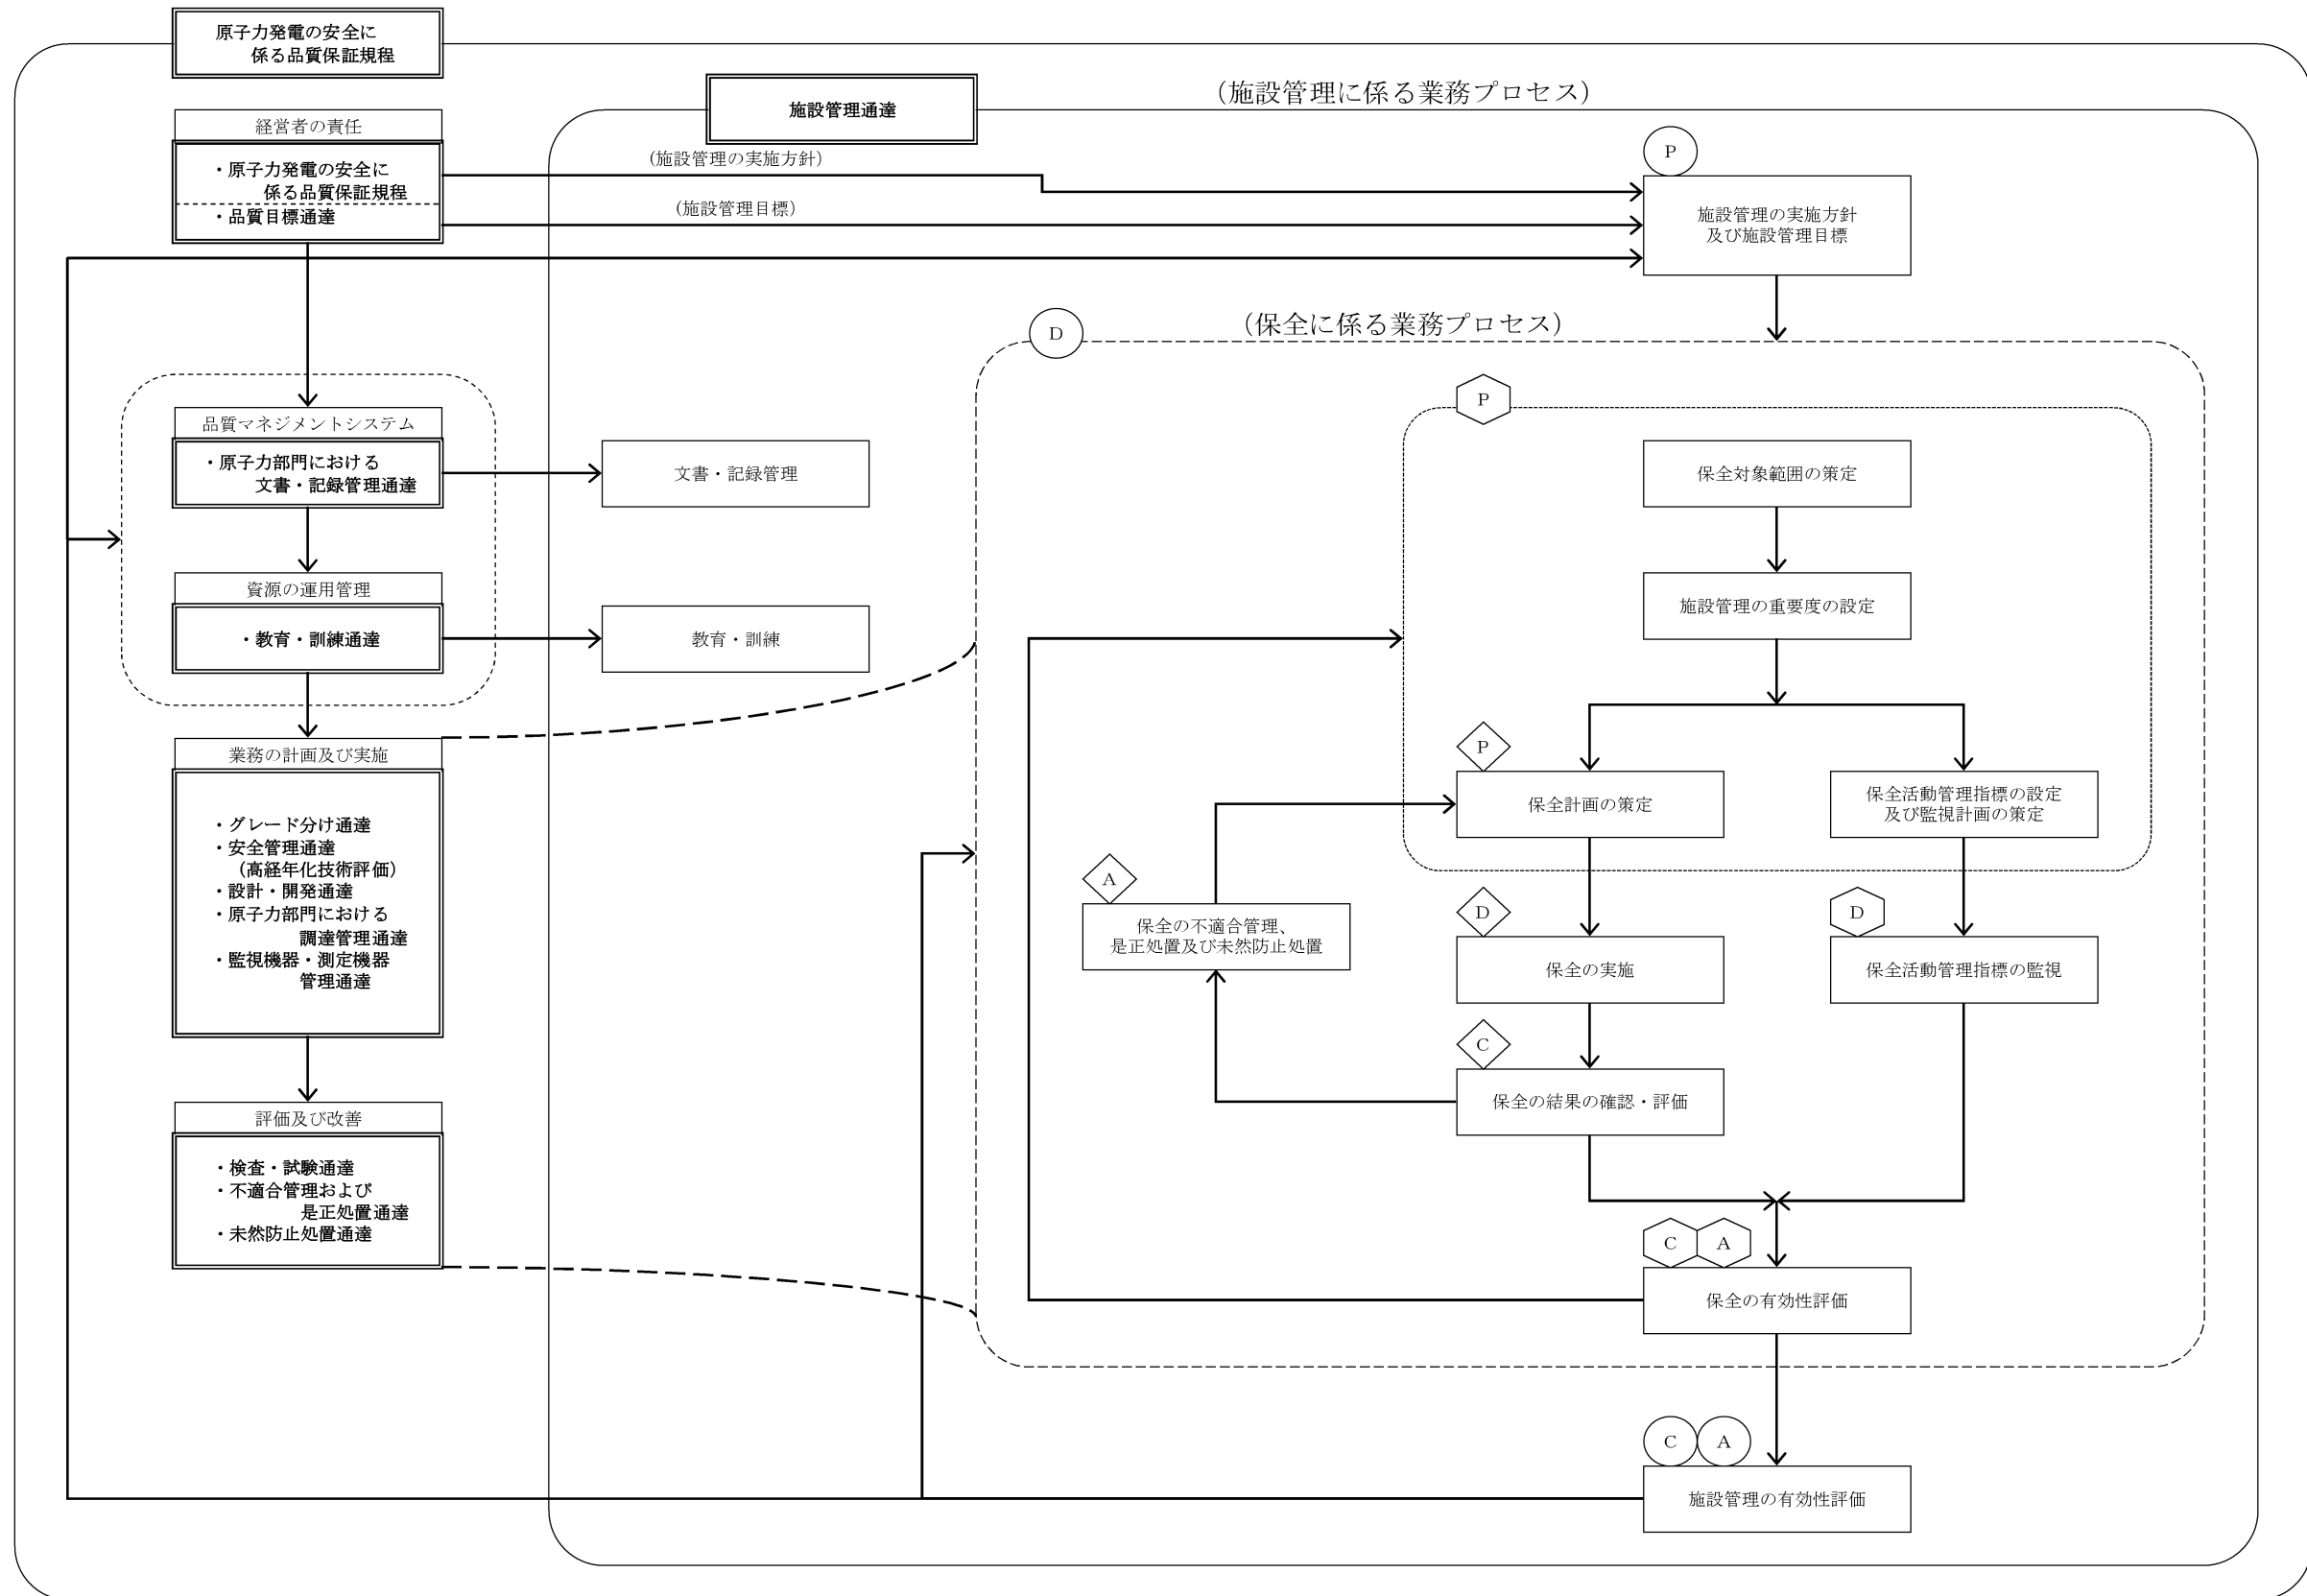 原子力発電の安全に
係る品質保証規程
施設管理通達
（施設管理に係る業務プロセス）
経営者の責任
・原子力発電の安全に
係る品質保証規程
・品質目標通達
（施設管理の実施方針）
（施設管理目標）
P
施設管理の実施方針
及び施設管理目標
D
（保全に係る業務プロセス）
品質マネジメントシステム
・原子力部門における
文書・記録管理通達
文書・記録管理
資源の運用管理
・教育・訓練通達
教育・訓練
業務の計画及び実施
・グレード分け通達
・安全管理通達
（高経年化技術評価）
・設計・開発通達
・原子力部門における
調達管理通達
・監視機器・測定機器
管理通達
評価及び改善
・検査・試験通達
・不適合管理および
是正処置通達
・未然防止処置通達
P
保全対象範囲の策定
施設管理の重要度の設定
P
保全計画の策定
保全活動管理指標の設定
及び監視計画の策定
A
保全の不適合管理、
是正処置及び未然防止処置
D
保全の実施
D
保全活動管理指標の監視
C
保全の結果の確認・評価
C
A
保全の有効性評価
C
A
施設管理の有効性評価